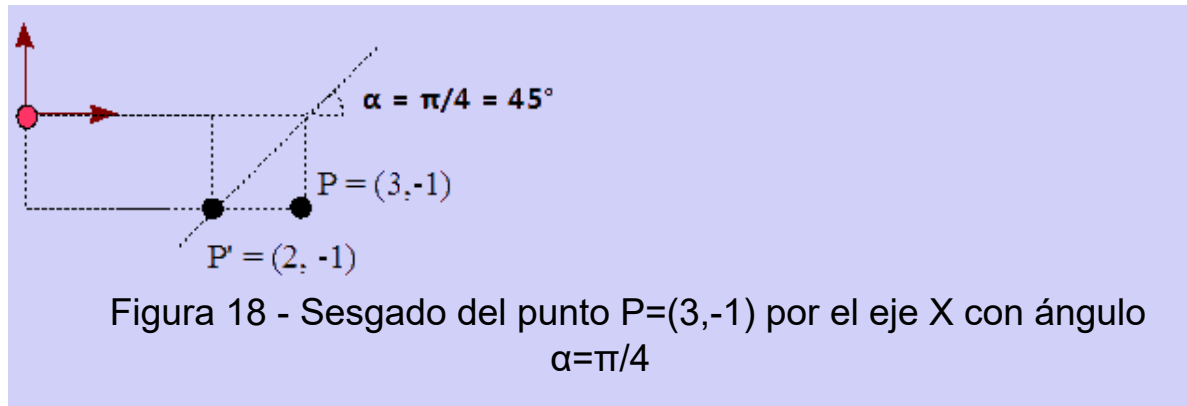 α = π/4 = 45°
P = (3,-1)
P' = (2, -1)
Figura 18 - Sesgado del punto P=(3,-1) por el eje X con ángulo
α=π/4